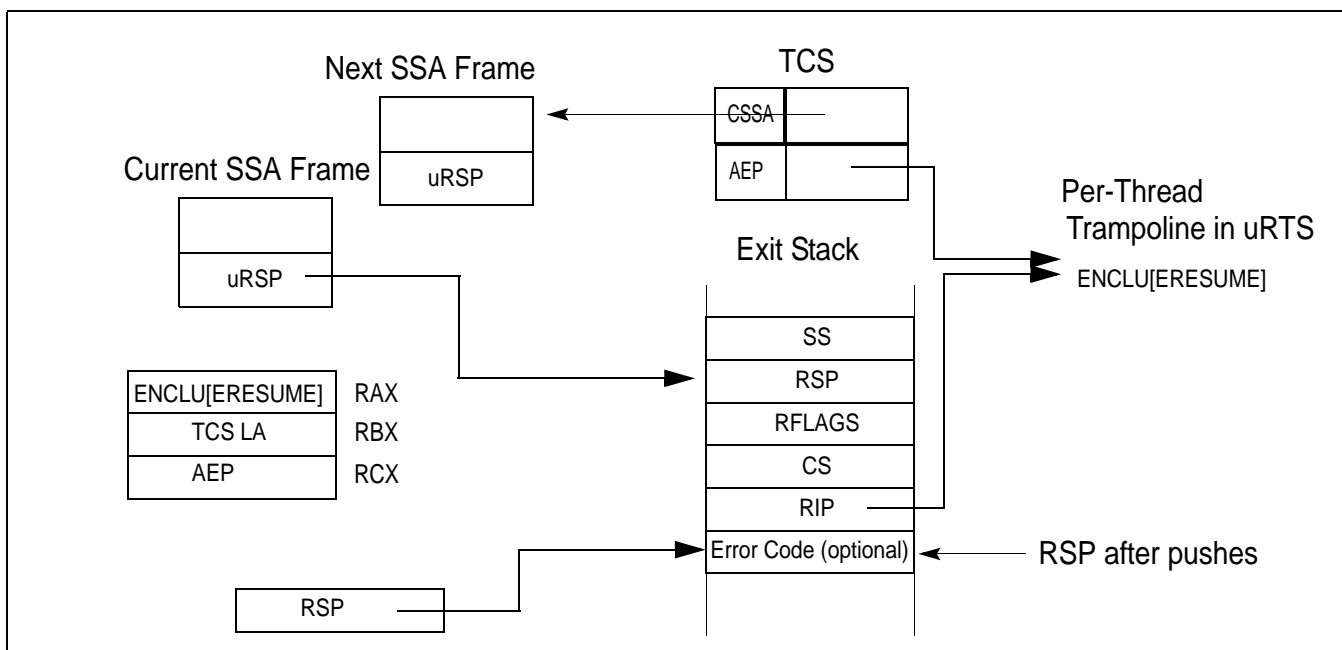 Next SSA Frame
TCS
CSSA
AEP
Current SSA Frame
uRSP
uRSP
Per-Thread
Trampoline in uRTS
ENCLU[ERESUME]
Exit Stack
SS
RSP
RFLAGS
CS
RIP
Error Code (optional)
RSP after pushes
ENCLU[ERESUME] RAX
TCS LA RBX
AEP RCX
RSP